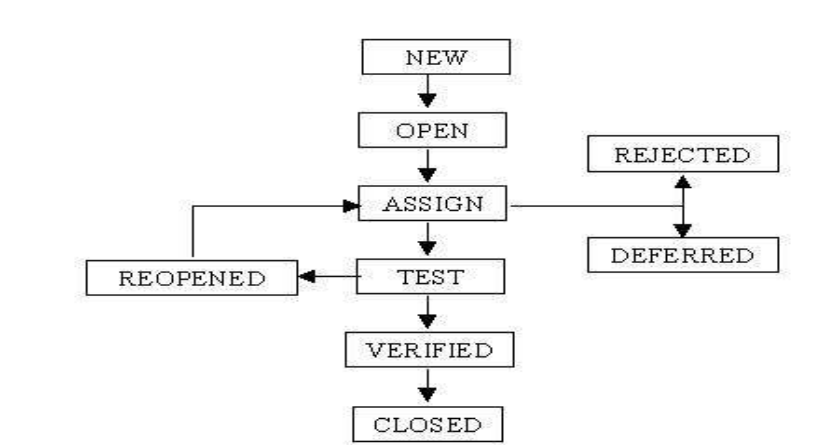 NEW
OPEN
REJECTED
ASSIGN
DEFERRED
REOPENED
TEST
VERIFIED
CLOSED